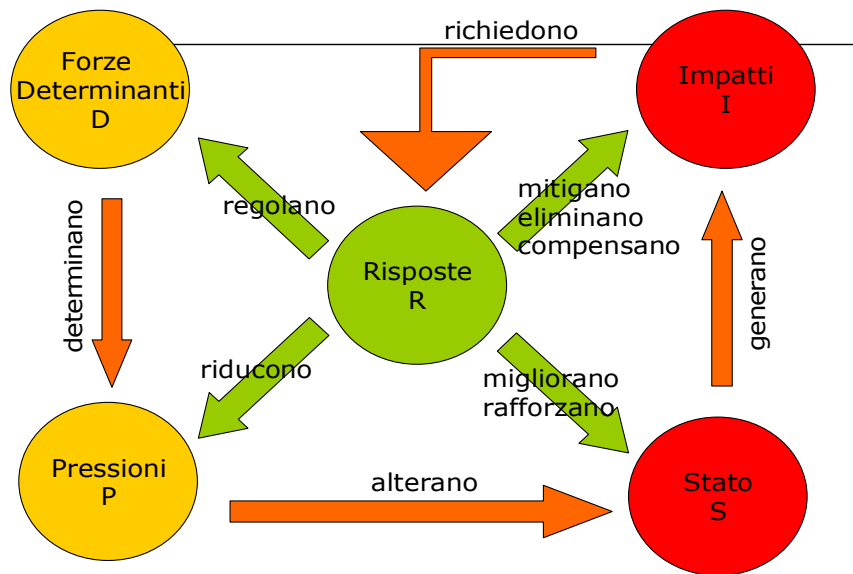 richiedono
Forze
Determinanti
D
Impatti
I
regolano
mitigano
eliminano
compensano
determinano
Risposte
R
generano
riducono
migliorano
rafforzano
Pressioni
P
alterano
Stato
S